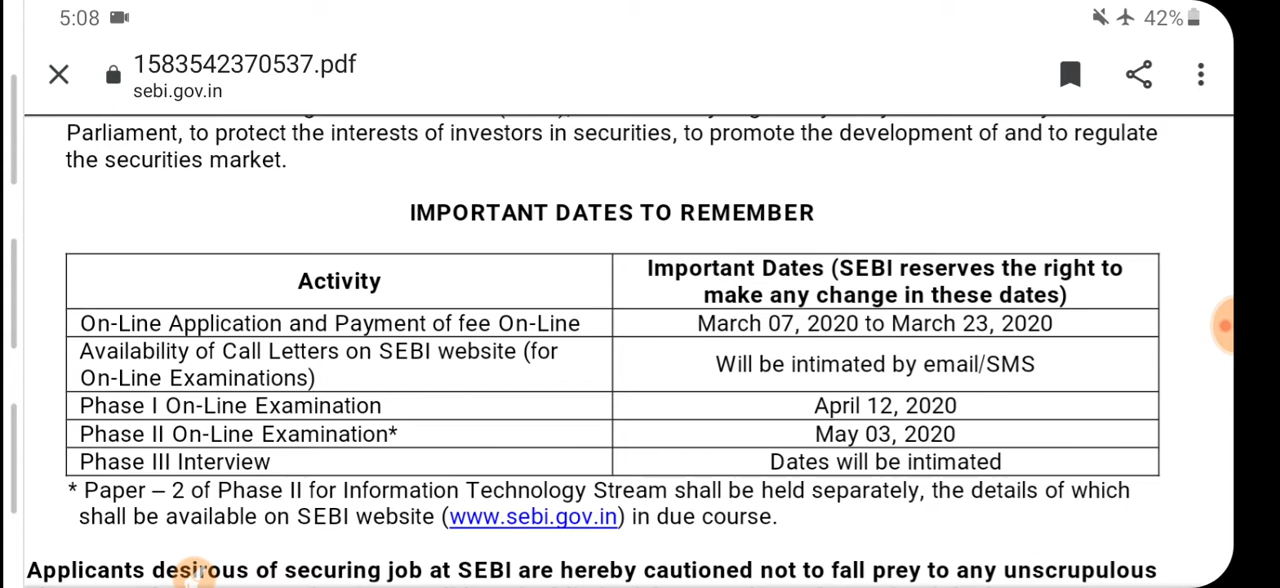 5:08
42%
1583542370537.pdf
sebi.gov.in
Parliament, to protect the interests of investors in securities, to promote the development of and to regulate
the securities market.
IMPORTANT DATES TO REMEMBER
Activity
Important Dates (SEBI reserves the right to
make any change in these dates)
On-Line Application and Payment of fee On-Line
March 07, 2020 to March 23, 2020
Availability of Call Letters on SEBI website (for
On-Line Examinations)
Will be intimated by email/SMS
Phase I On-Line Examination
April 12, 2020
Phase II On-Line Examination*
May 03, 2020
Phase III Interview
Dates will be intimated
* Paper – 2 of Phase II for Information Technology Stream shall be held separately, the details of which
shall be available on SEBI website (www.sebi.gov.in) in due course.
Applicants desirous of securing job at SEBI are hereby cautioned not to fall prey to any unscrupulous